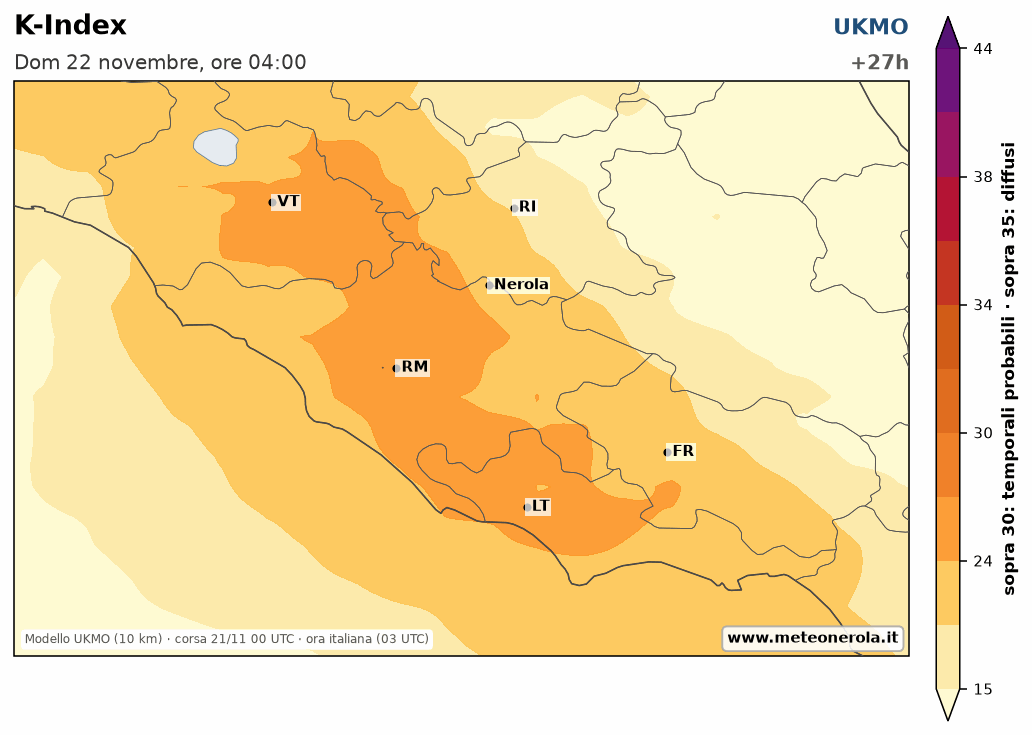 K-Index
UKMO
Dom 22 novembre, ore 04:00
+27h
VT
RI
Nerola
RM
FR
LT
Modello UKMO (10 km) · corsa 21/11 00 UTC · ora italiana (03 UTC)
www.meteonerola.it
44
38
34
30
24
15
sopra 30: temporali probabili · sopra 35: diffusi